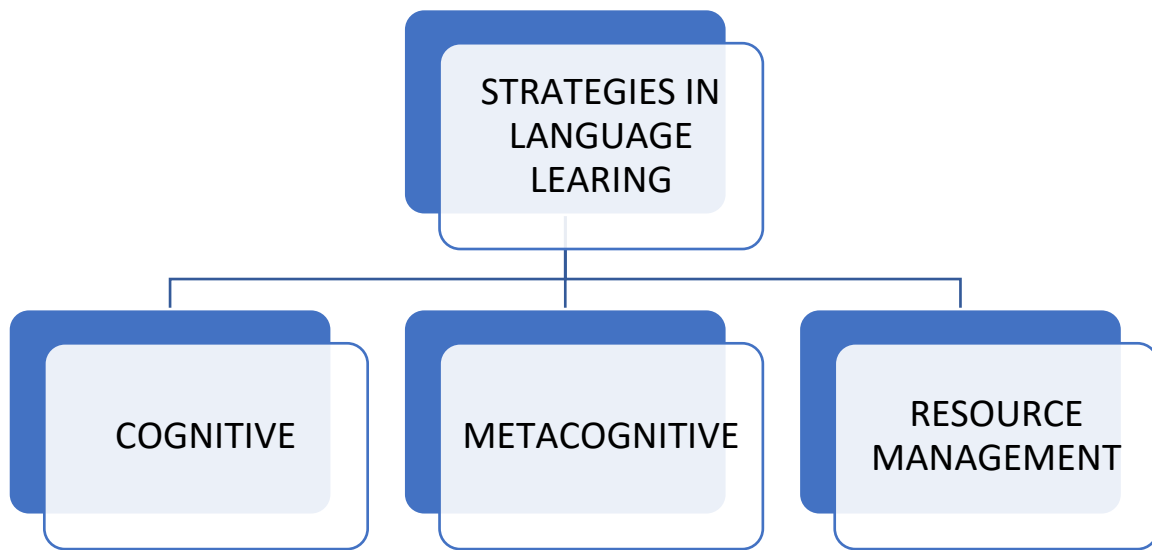 STRATEGIES IN
LANGUAGE
LEARING
COGNITIVE
METACOGNITIVE
RESOURCE
MANAGEMENT